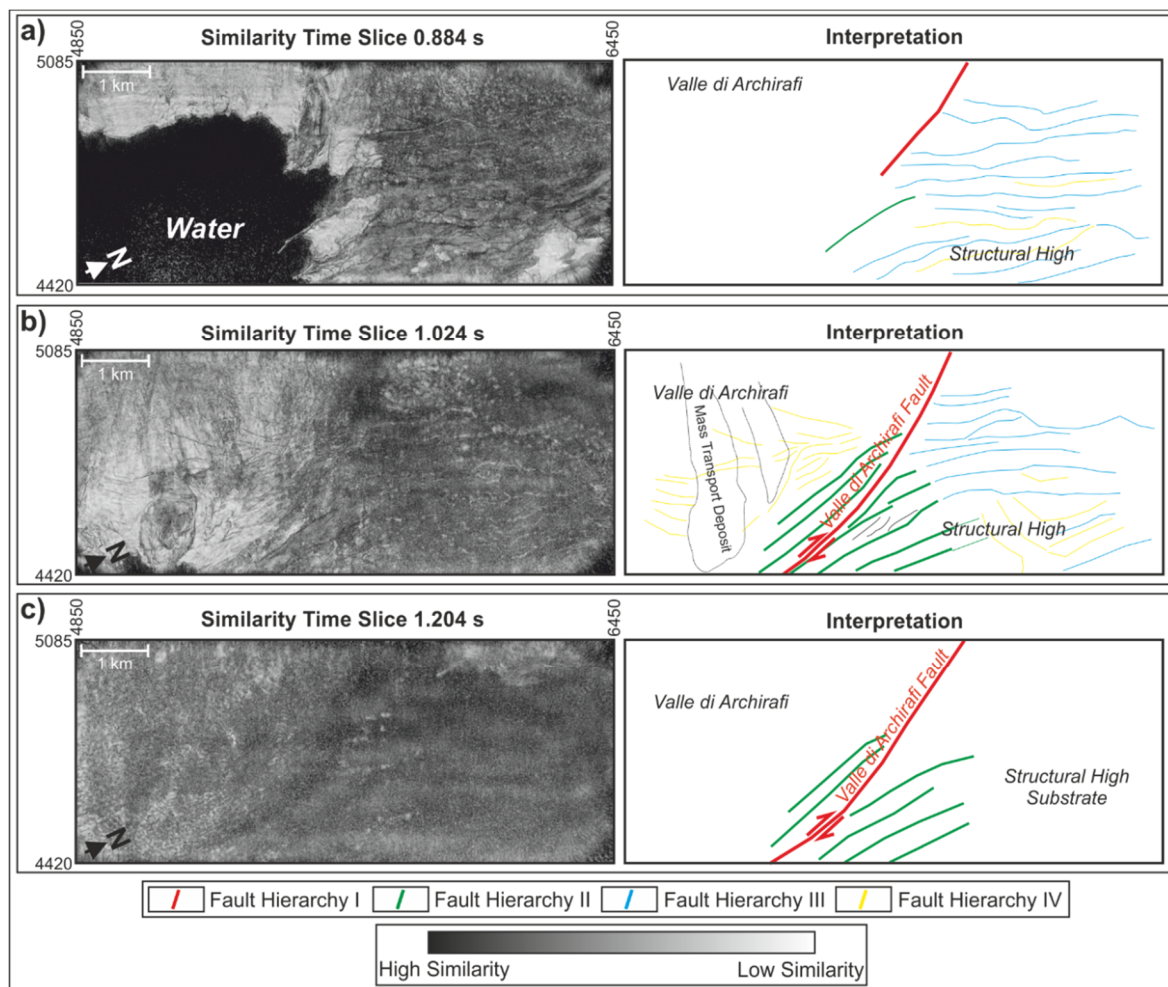 a)
Similarity Time Slice 0.884 s
Interpretation
4850
6450
5085
4420
1 km
Water
N
Valle di Archirafi
Structural High
b)
Similarity Time Slice 1.024 s
Interpretation
4850
6450
5085
4420
1 km
N
Valle di Archirafi
Mass Transport Deposit
Valle di Archirafi Fault
Structural High
c)
Similarity Time Slice 1.204 s
Interpretation
4850
6450
5085
4420
1 km
N
Valle di Archirafi
Valle di Archirafi Fault
Structural High
Substrate
Fault Hierarchy I
Fault Hierarchy II
Fault Hierarchy III
Fault Hierarchy IV
High Similarity
Low Similarity